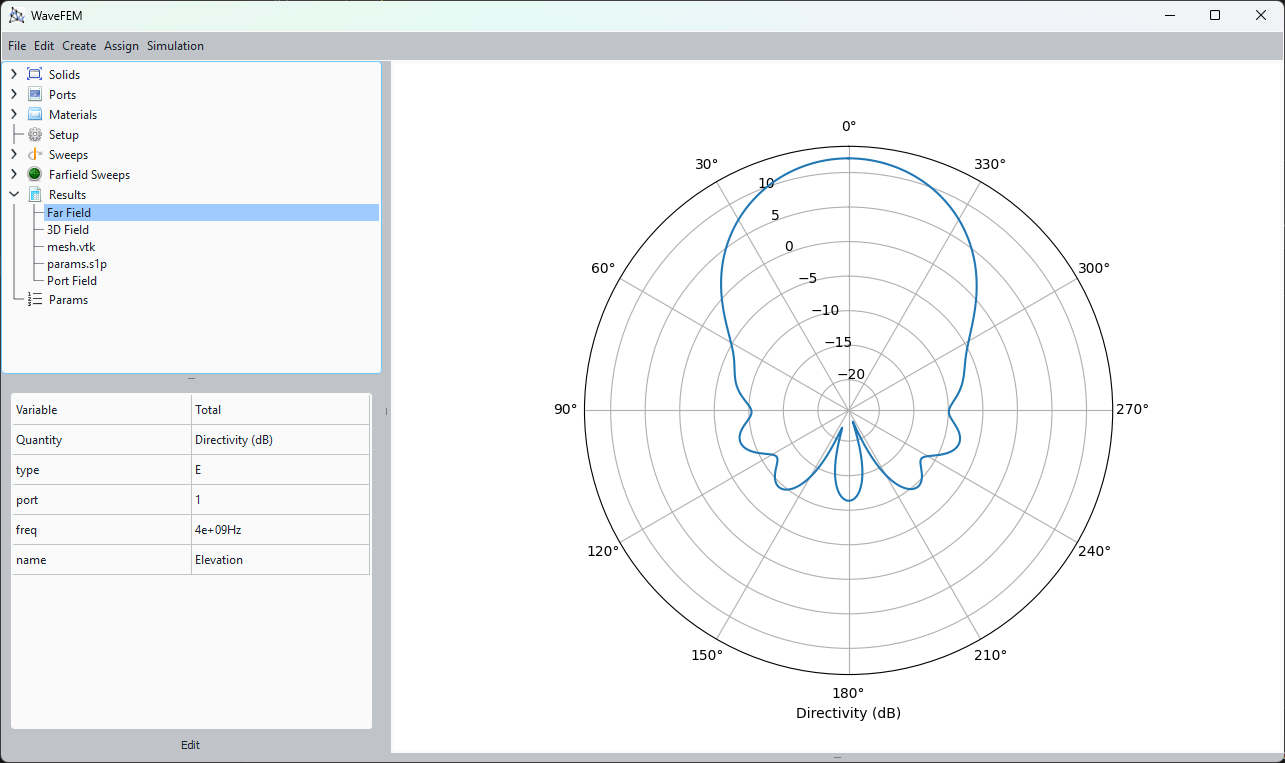 WaveFEM
File Edit Create Assign Simulation
Solids
Ports
Materials
Setup
Sweeps
Farfield Sweeps
Results
Far Field
3D Field
mesh.vtk
params.s1p
Port Field
Params
Variable Total
Quantity Directivity (dB)
type E
port 1
freq 4e+09Hz
name Elevation
Edit
0°
30° 330°
10
5
0
60° 300°
−5
−10
−15
−20
90° 270°
120° 240°
150° 210°
180°
Directivity (dB)